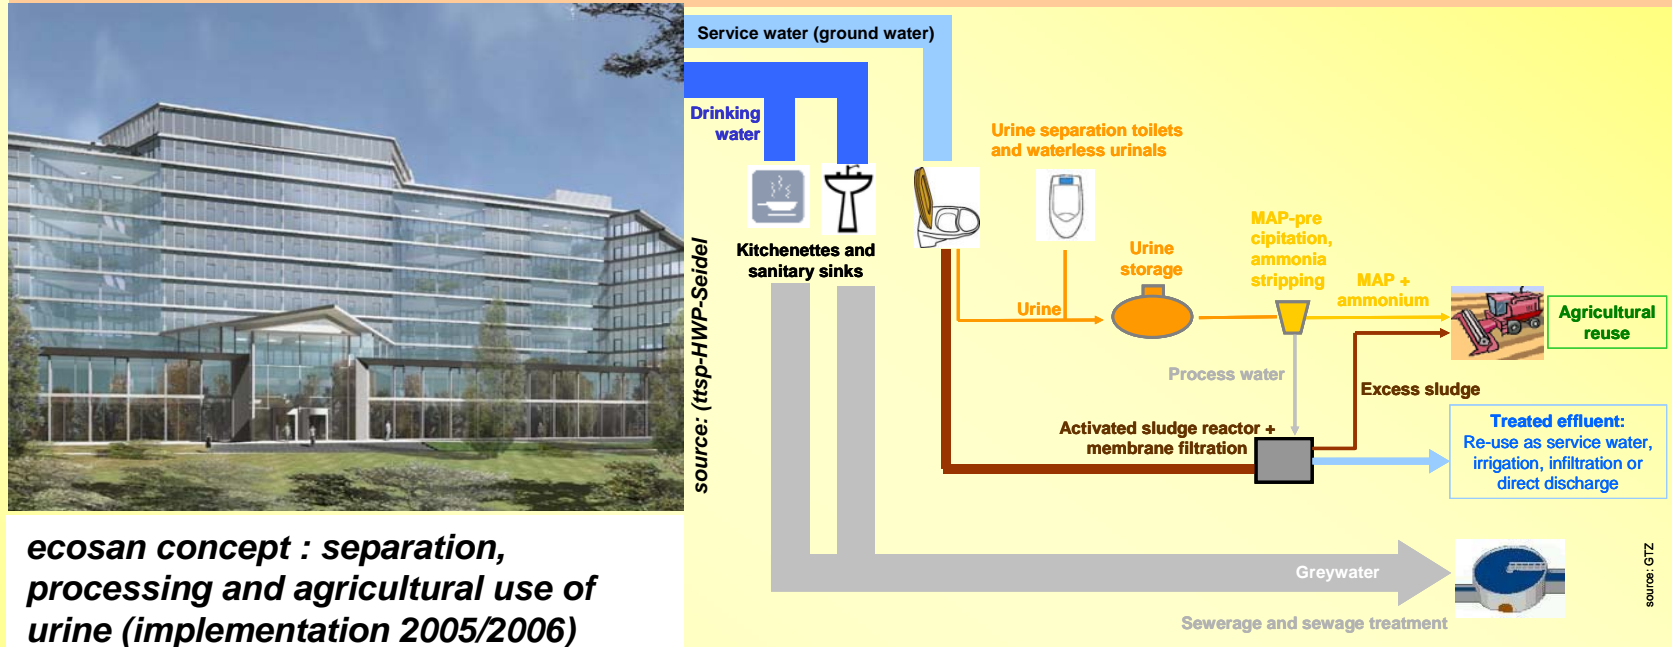 Service water (ground water)
Drinking
water
Urine separation toilets
and waterless urinals
Kitchenettes and
sanitary sinks
source: (ttsp-HWP-Seidel
Urine
Urine
storage
MAP-pre
cipitation,
ammonia
stripping
MAP +
ammonium
Agricultural
reuse
Process water
Excess sludge
Activated sludge reactor +
membrane filtration
Treated effluent:
Re-use as service water,
irrigation, infiltration or
direct discharge
Greywater
Sewerage and sewage treatment
source: GTZ
ecosan concept : separation,
processing and agricultural use of
urine (implementation 2005/2006)